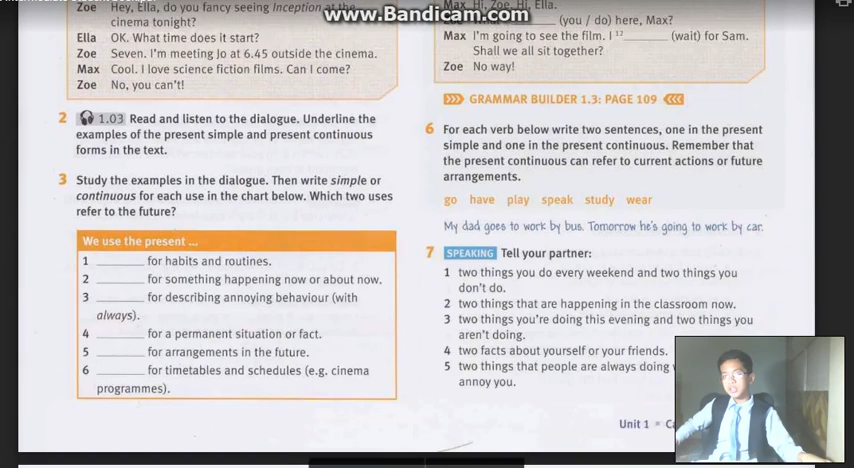 Zoe Hey, Ella, do you fancy seeing Inception at the
cinema tonight?
Ella OK. What time does it start?
Zoe Seven. I'm meeting Jo at 6.45 outside the cinema.
Max Cool. I love science fiction films. Can I come?
Zoe No, you can't!
2 1.03 Read and listen to the dialogue. Underline the
examples of the present simple and present continuous
forms in the text.
3 Study the examples in the dialogue. Then write simple or
continuous for each use in the chart below. Which two uses
refer to the future?
We use the present ...
1 ______ for habits and routines.
2 ______ for something happening now or about now.
3 ______ for describing annoying behaviour (with
always).
4 ______ for a permanent situation or fact.
5 ______ for arrangements in the future.
6 ______ for timetables and schedules (e.g. cinema
programmes).
www.Bandicam.com
Max Hi, Zoe. Hi, Ella.
(you / do) here, Max?
Max I'm going to see the film. I 12______ (wait) for Sam.
Shall we all sit together?
Zoe No way!
GRAMMAR BUILDER 1.3: PAGE 109
6 For each verb below write two sentences, one in the present
simple and one in the present continuous. Remember that
the present continuous can refer to current actions or future
arrangements.
go have play speak study wear
My dad goes to work by bus. Tomorrow he's going to work by car.
7 SPEAKING Tell your partner:
1 two things you do every weekend and two things you
don't do.
2 two things that are happening in the classroom now.
3 two things you're doing this evening and two things you
aren't doing.
4 two facts about yourself or your friends.
5 two things that people are always doing
annoy you.
Unit 1